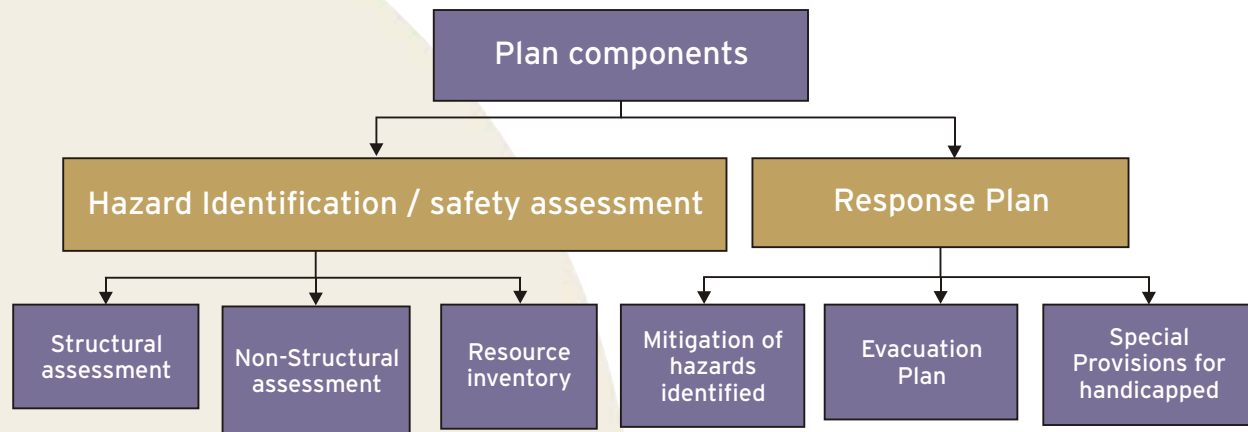 Plan components
Hazard Identification / safety assessment
Response Plan
Structural
assessment
Non-Structural
assessment
Resource
inventory
Mitigation of
hazards
identified
Evacuation
Plan
Special
Provisions for
handicapped